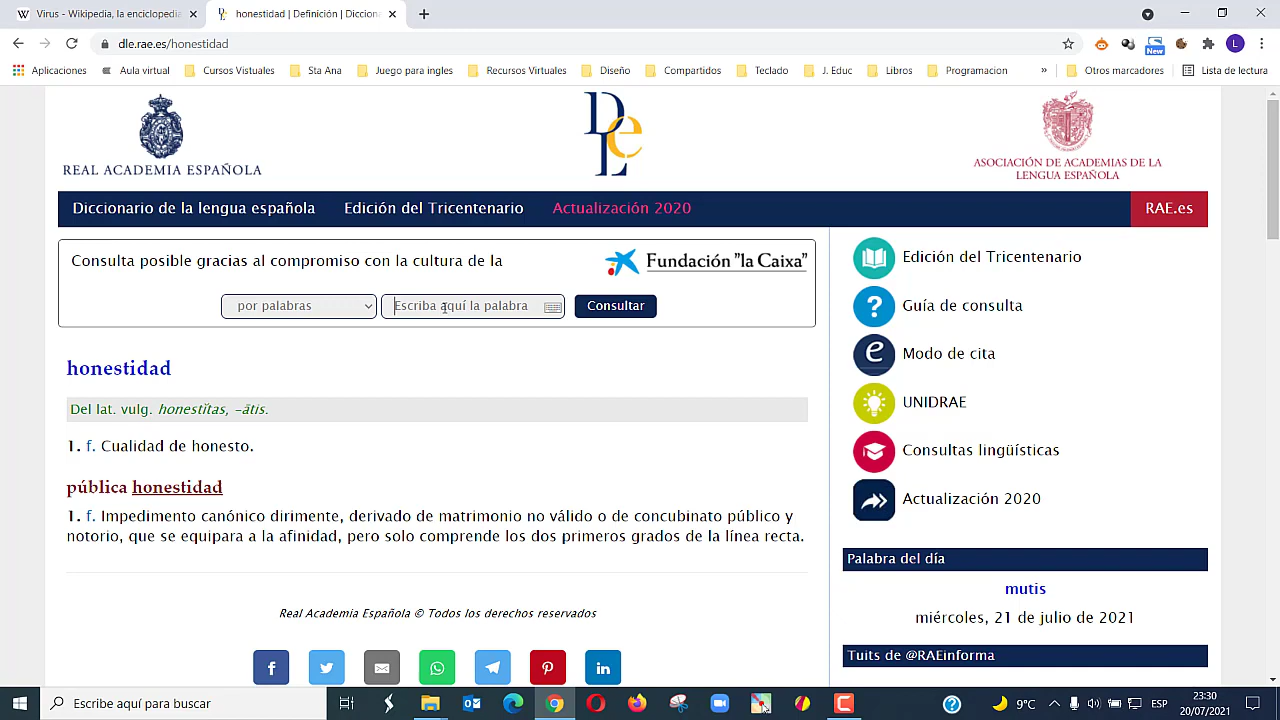 Virus - Wikipedia, la enciclopedia
honestidad | Definición | Dicciona
dle.rae.es/honestidad
New
L
Aplicaciones
Aula virtual
Cursos Vistuales
Sta Ana
Juego para ingles
Recursos Virtuales
Diseño
Compartidos
Teclado
J. Educ
Libros
Programacion
»
Otros marcadores
Lista de lectura
REAL ACADEMIA ESPAÑOLA
DLe
ASOCIACIÓN DE ACADEMIAS DE LA
LENGUA ESPAÑOLA
Diccionario de la lengua española
Edición del Tricentenario
Actualización 2020
RAE.es
Consulta posible gracias al compromiso con la cultura de la
Fundación "la Caixa"
por palabras
Escriba aquí la palabra
Consultar
honestidad
Del lat. vulg. honestĭtas, -ātis.
1. f. Cualidad de honesto.
pública honestidad
1. f. Impedimento canónico dirimente, derivado de matrimonio no válido o de concubinato público y
notorio, que se equipara a la afinidad, pero solo comprende los dos primeros grados de la línea recta.
Real Academia Española © Todos los derechos reservados
Edición del Tricentenario
Guía de consulta
Modo de cita
UNIDRAE
Consultas lingüísticas
Actualización 2020
Palabra del día
mutis
miércoles, 21 de julio de 2021
Tuits de @RAEinforma
Escribe aquí para buscar
9°C
ESP
23:30
20/07/2021